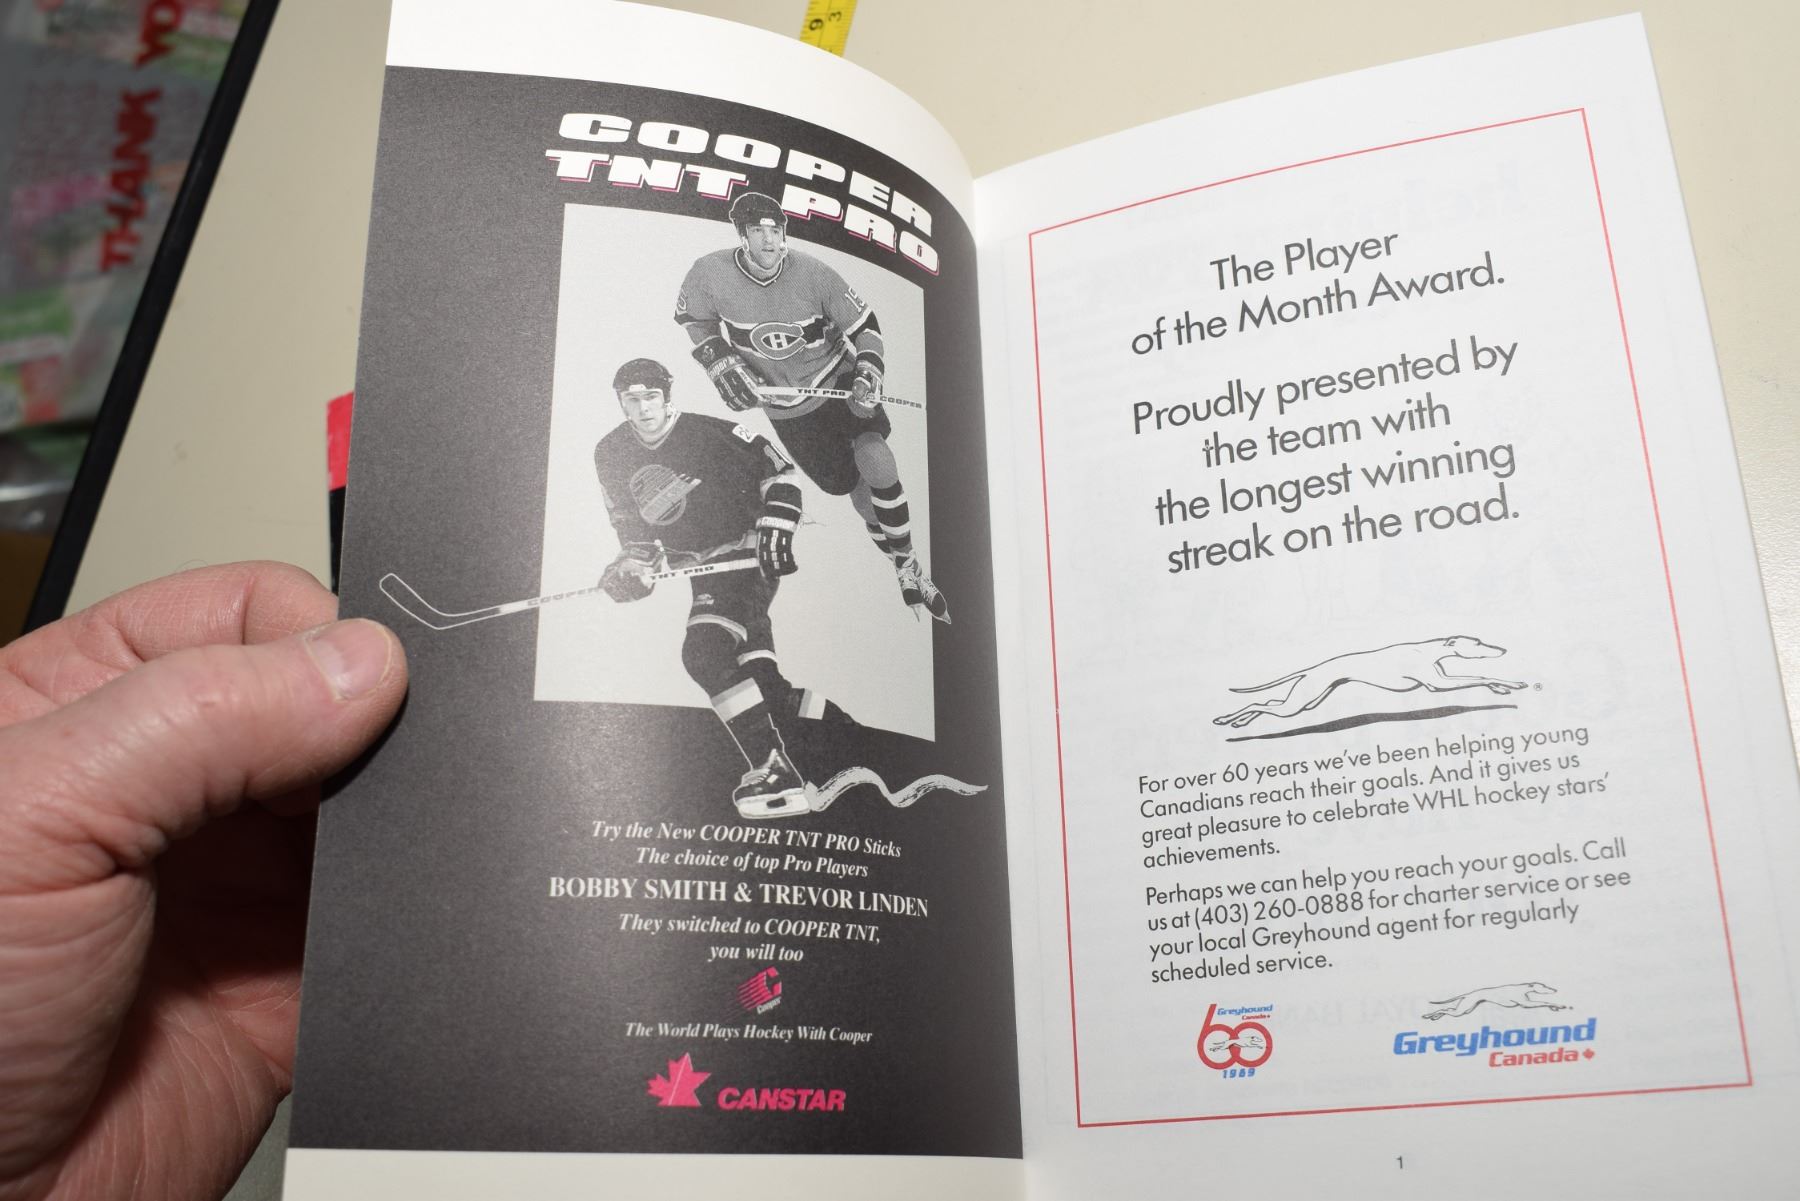 THANK
COOPER
TNT PRO
15
TNT PRO COOPER
COOPER TNT PRO
Try the New COOPER TNT PRO Sticks
The choice of top Pro Players
BOBBY SMITH & TREVOR LINDEN
They switched to COOPER TNT,
you will too
Cooper
The World Plays Hockey With Cooper
CANSTAR
The Player
of the Month Award.
Proudly presented by
the team with
the longest winning
streak on the road.
®
For over 60 years we've been helping young
Canadians reach their goals. And it gives us
great pleasure to celebrate WHL hockey stars'
achievements.
Perhaps we can help you reach your goals. Call
us at (403) 260-0888 for charter service or see
your local Greyhound agent for regularly
scheduled service.
Greyhound
Canada
60
1989
Greyhound
Canada
1